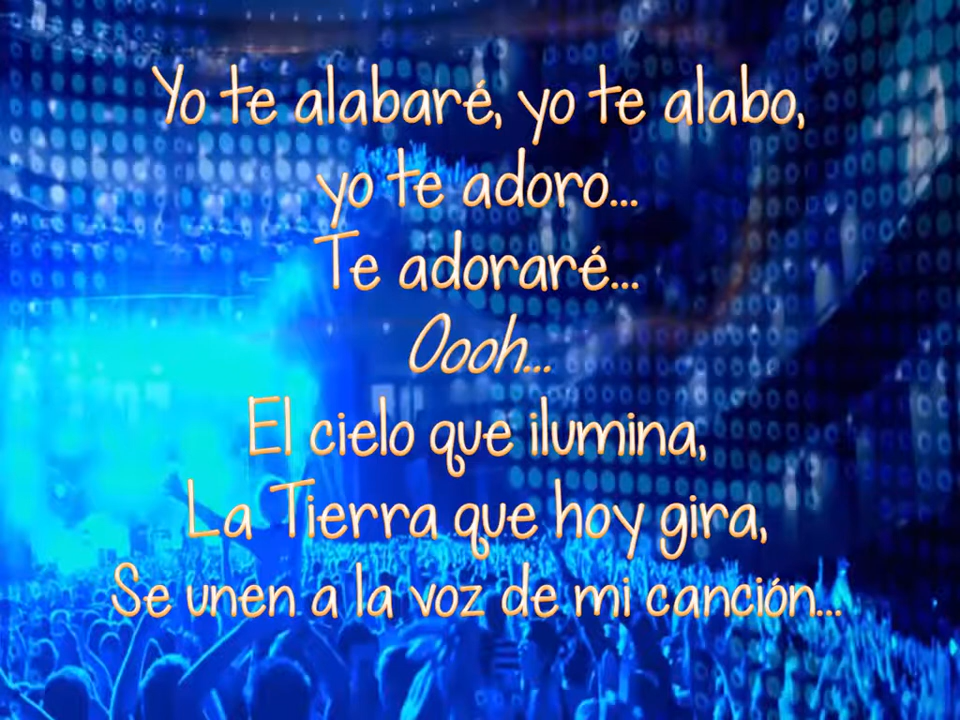 Yo te alabaré, yo te alabo,
yo te adoro...
Te adoraré...
Oooh...
El cielo que ilumina,
La Tierra que hoy gira,
Se unen a la voz de mi canción...